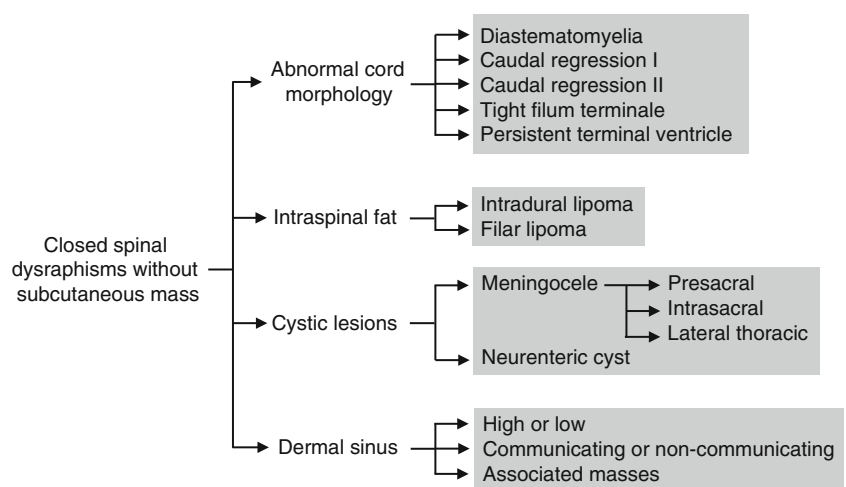 Closed spinal
dysraphisms without
subcutaneous mass
Abnormal cord
morphology
Diastematomyelia
Caudal regression I
Caudal regression II
Tight filum terminale
Persistent terminal ventricle
Intraspinal fat
Intradural lipoma
Filar lipoma
Cystic lesions
Meningocele
Presacral
Intrasacral
Lateral thoracic
Neurenteric cyst
Dermal sinus
High or low
Communicating or non-communicating
Associated masses